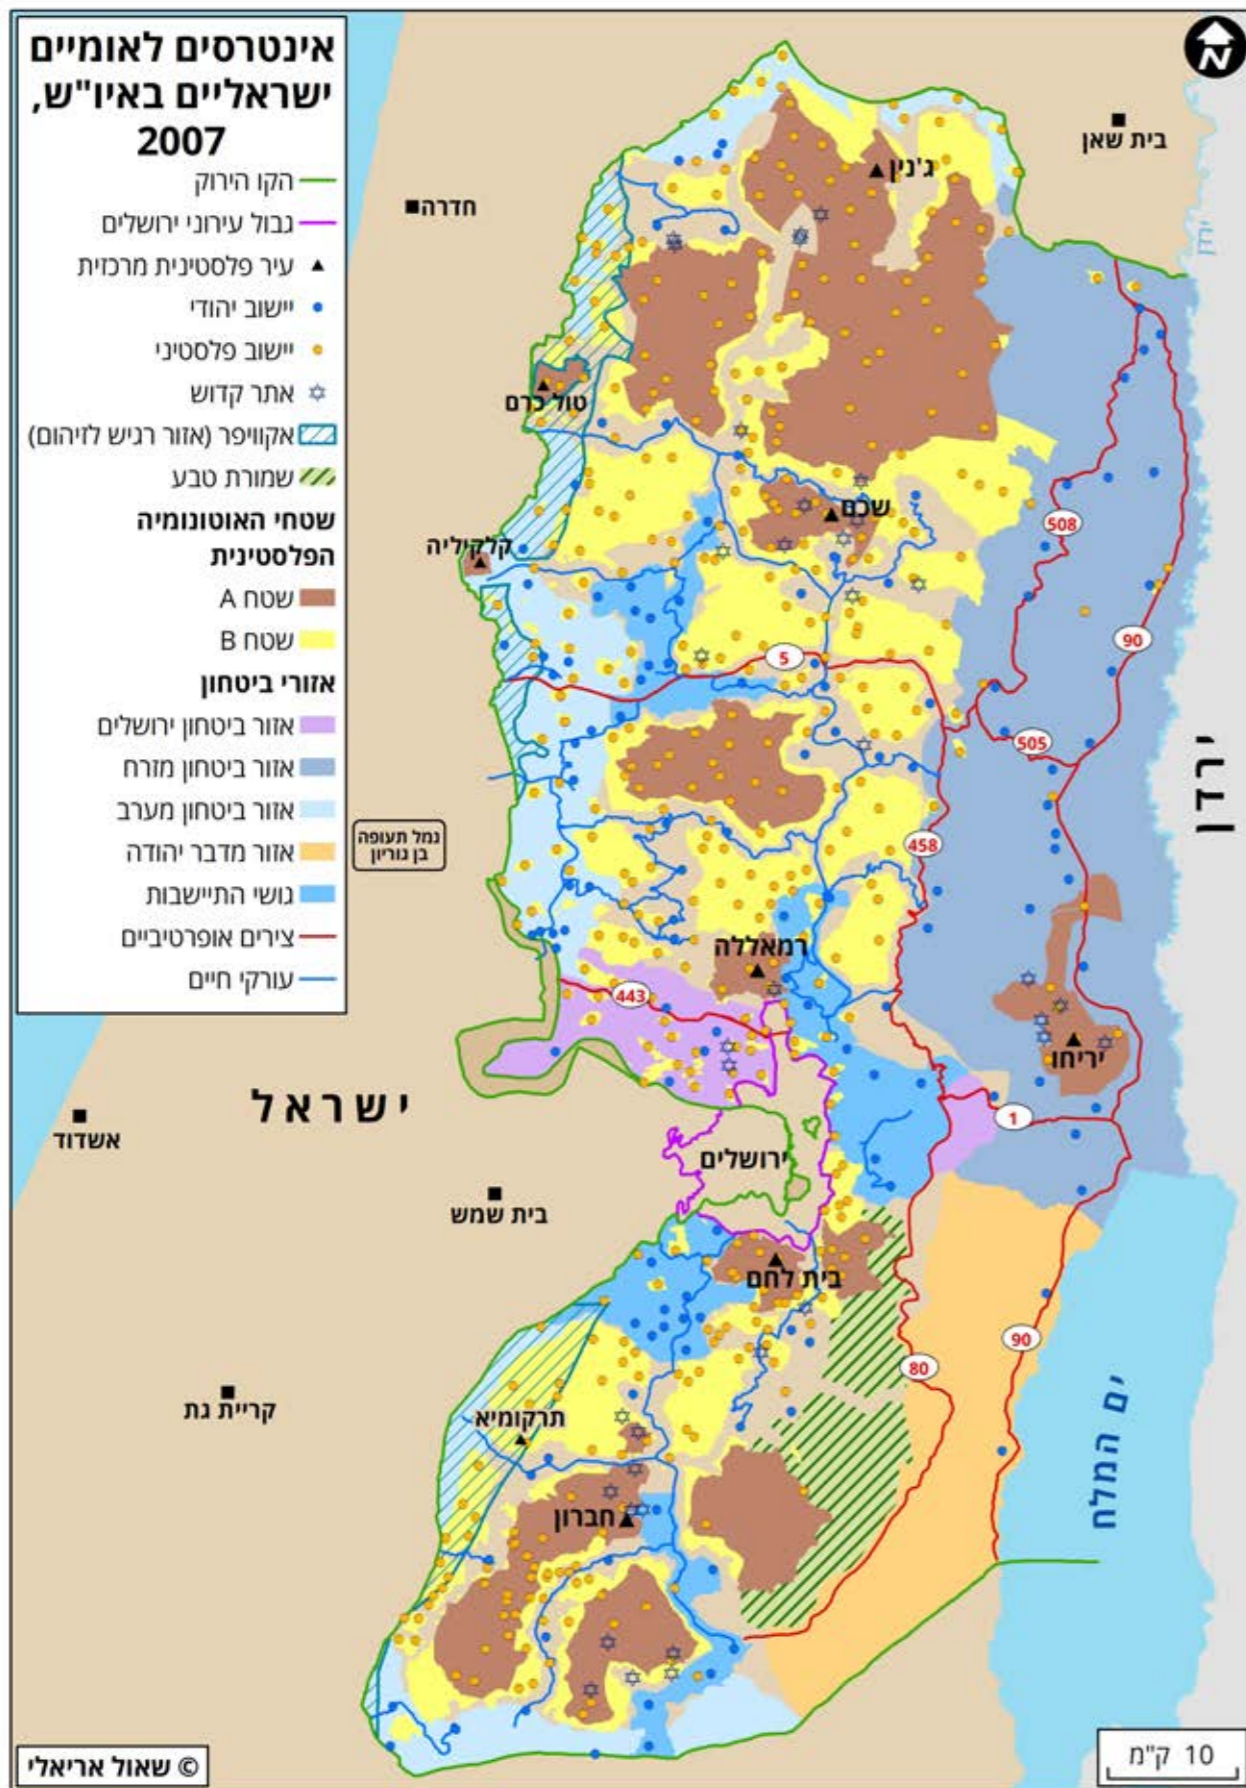 אינטרסים לאומיים
ישראליים באיו"ש,
2007
הקו הירוק
גבול עירוני ירושלים
עיר פלסטינית מרכזית
יישוב יהודי
יישוב פלסטיני
אתר קדוש
אקוויפר (אזור רגיש לזיהום)
שמורת טבע
שטחי האוטונומיה
הפלסטינית
שטח A
שטח B
אזורי ביטחון
אזור ביטחון ירושלים
אזור ביטחון מזרח
אזור ביטחון מערב
אזור מדבר יהודה
גושי התיישבות
צירים אופרטיביים
עורקי חיים
N
בית שאן
ג'נין
חדרה
ירדן
טול כרם
שכם
508
קלקיליה
90
5
505
ירדן
נמל תעופה
בן גוריון
458
רמאללה
443
יריחו
ישראל
1
אשדוד
ירושלים
בית שמש
בית לחם
90
80
קריית גת
תרקומיא
ים המלח
חברון
10 ק"מ
© שאול אריאלי